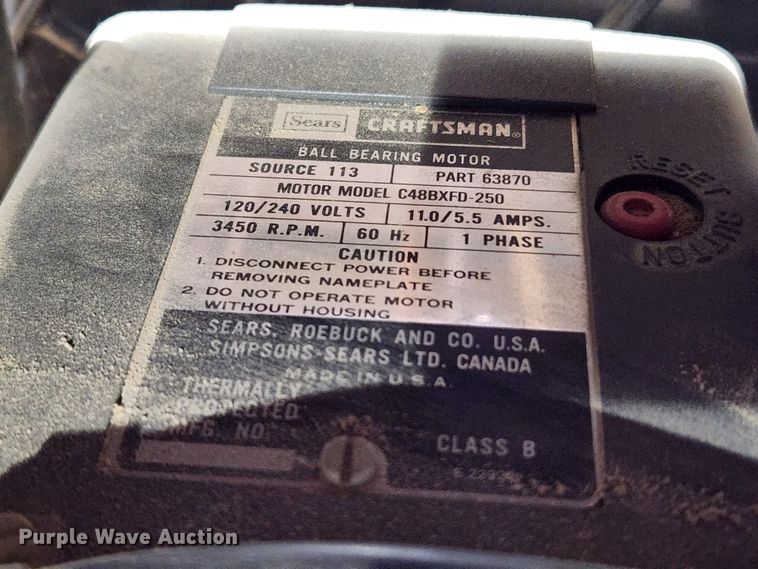 Sears CRAFTSMAN®
BALL BEARING MOTOR
SOURCE 113 PART 63870
MOTOR MODEL C48BXFD-250
120/240 VOLTS 11.0/5.5 AMPS.
3450 R.P.M. 60 Hz 1 PHASE
CAUTION
1. DISCONNECT POWER BEFORE
REMOVING NAMEPLATE
2. DO NOT OPERATE MOTOR
WITHOUT HOUSING
SEARS, ROEBUCK AND CO. U.S.A.
SIMPSONS-SEARS LTD. CANADA
MADE IN U.S.A.
THERMALLY
PROTECTED
MFG. NO.
CLASS B
RESET
BUTTON
Purple Wave Auction